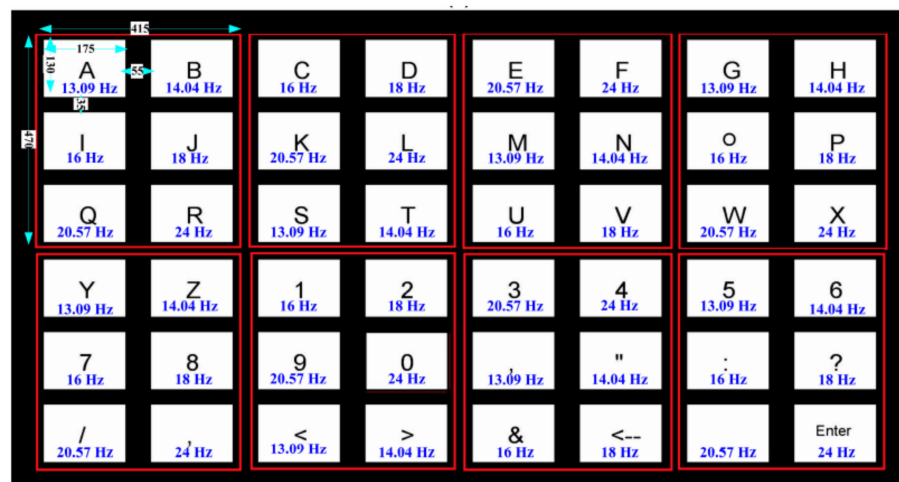 415
175
130
55
35
470
A B C D E F G H
13.09 Hz 14.04 Hz 16 Hz 18 Hz 20.57 Hz 24 Hz 13.09 Hz 14.04 Hz
I J K L M N O P
16 Hz 18 Hz 20.57 Hz 24 Hz 13.09 Hz 14.04 Hz 16 Hz 18 Hz
Q R S T U V W X
20.57 Hz 24 Hz 13.09 Hz 14.04 Hz 16 Hz 18 Hz 20.57 Hz 24 Hz
Y Z 1 2 3 4 5 6
13.09 Hz 14.04 Hz 16 Hz 18 Hz 20.57 Hz 24 Hz 13.09 Hz 14.04 Hz
7 8 9 0 , " : ?
16 Hz 18 Hz 20.57 Hz 24 Hz 13.09 Hz 14.04 Hz 16 Hz 18 Hz
/ , < > & <-- Enter
20.57 Hz 24 Hz 13.09 Hz 14.04 Hz 16 Hz 18 Hz 20.57 Hz 24 Hz